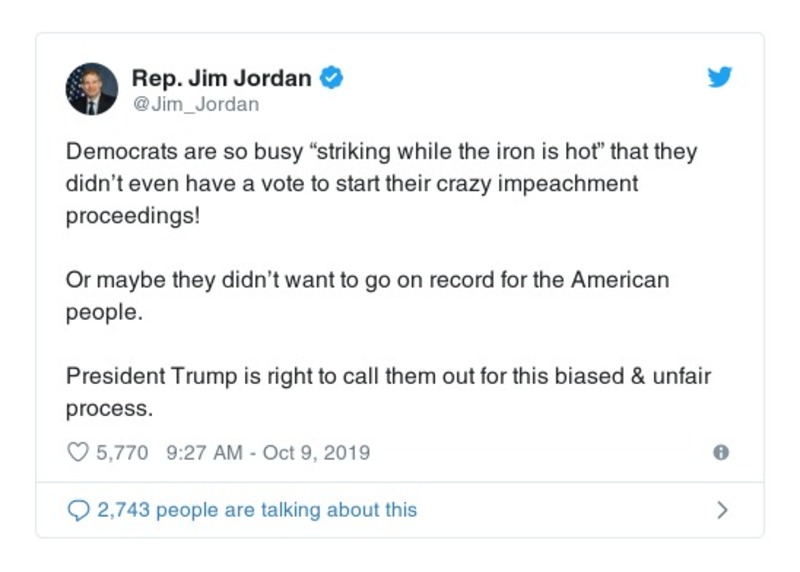 Rep. Jim Jordan
@Jim_Jordan
Democrats are so busy “striking while the iron is hot” that they
didn’t even have a vote to start their crazy impeachment
proceedings!
Or maybe they didn’t want to go on record for the American
people.
President Trump is right to call them out for this biased & unfair
process.
5,770 9:27 AM - Oct 9, 2019
2,743 people are talking about this